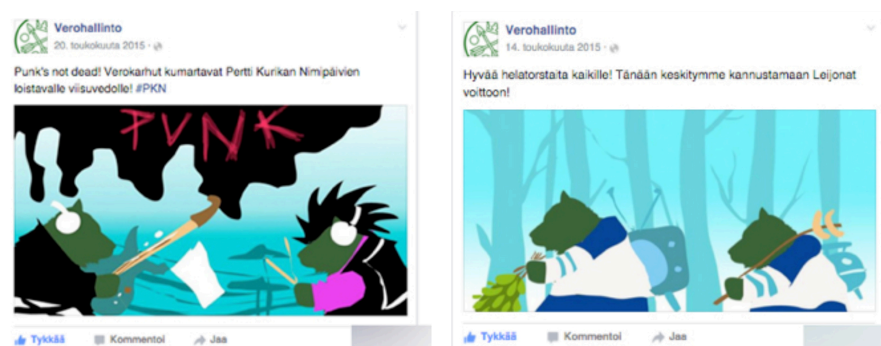 Verohallinto
20. toukokuuta 2015
Punk's not dead! Verokarhut kumartavat Pertti Kurikan Nimipäivien
loistavalle viisuvedolle! #PKN
PVNK
Tykkää Kommentoi Jaa
Verohallinto
14. toukokuuta 2015
Hyvää helatorstaita kaikille! Tänään keskitymme kannustamaan Leijonat
voittoon!
Tykkää Kommentoi Jaa